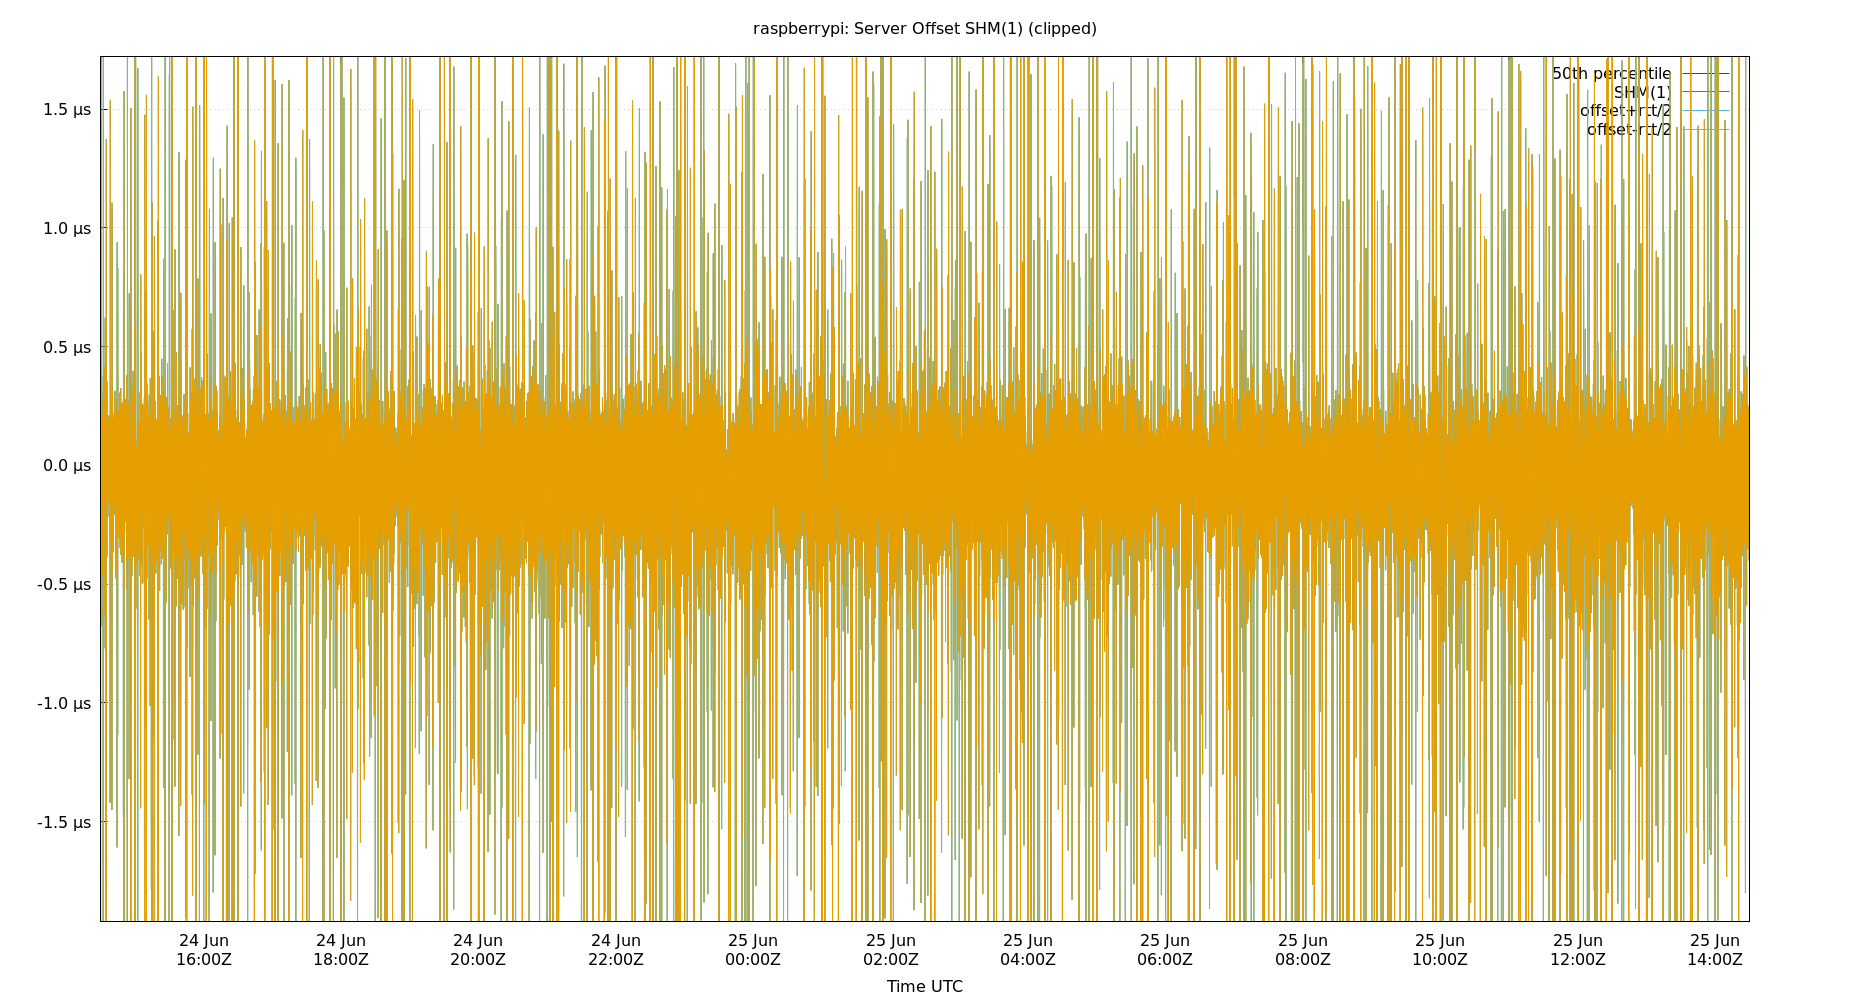 raspberrypi: Server Offset SHM(1) (clipped)
50th percentile
SHM(1)
offset+rtt/2
offset-rtt/2
1.5 µs
1.0 µs
0.5 µs
0.0 µs
-0.5 µs
-1.0 µs
-1.5 µs
24 Jun 24 Jun 24 Jun 24 Jun 25 Jun 25 Jun 25 Jun 25 Jun 25 Jun 25 Jun 25 Jun 25 Jun
16:00Z 18:00Z 20:00Z 22:00Z 00:00Z 02:00Z 04:00Z 06:00Z 08:00Z 10:00Z 12:00Z 14:00Z
Time UTC